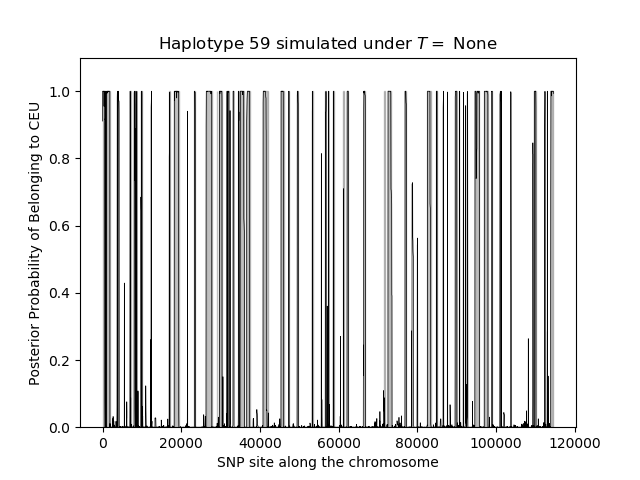 Haplotype 59 simulated under T = None
Posterior Probability of Belonging to CEU
1.0
0.8
0.6
0.4
0.2
0.0
0 20000 40000 60000 80000 100000 120000
SNP site along the chromosome